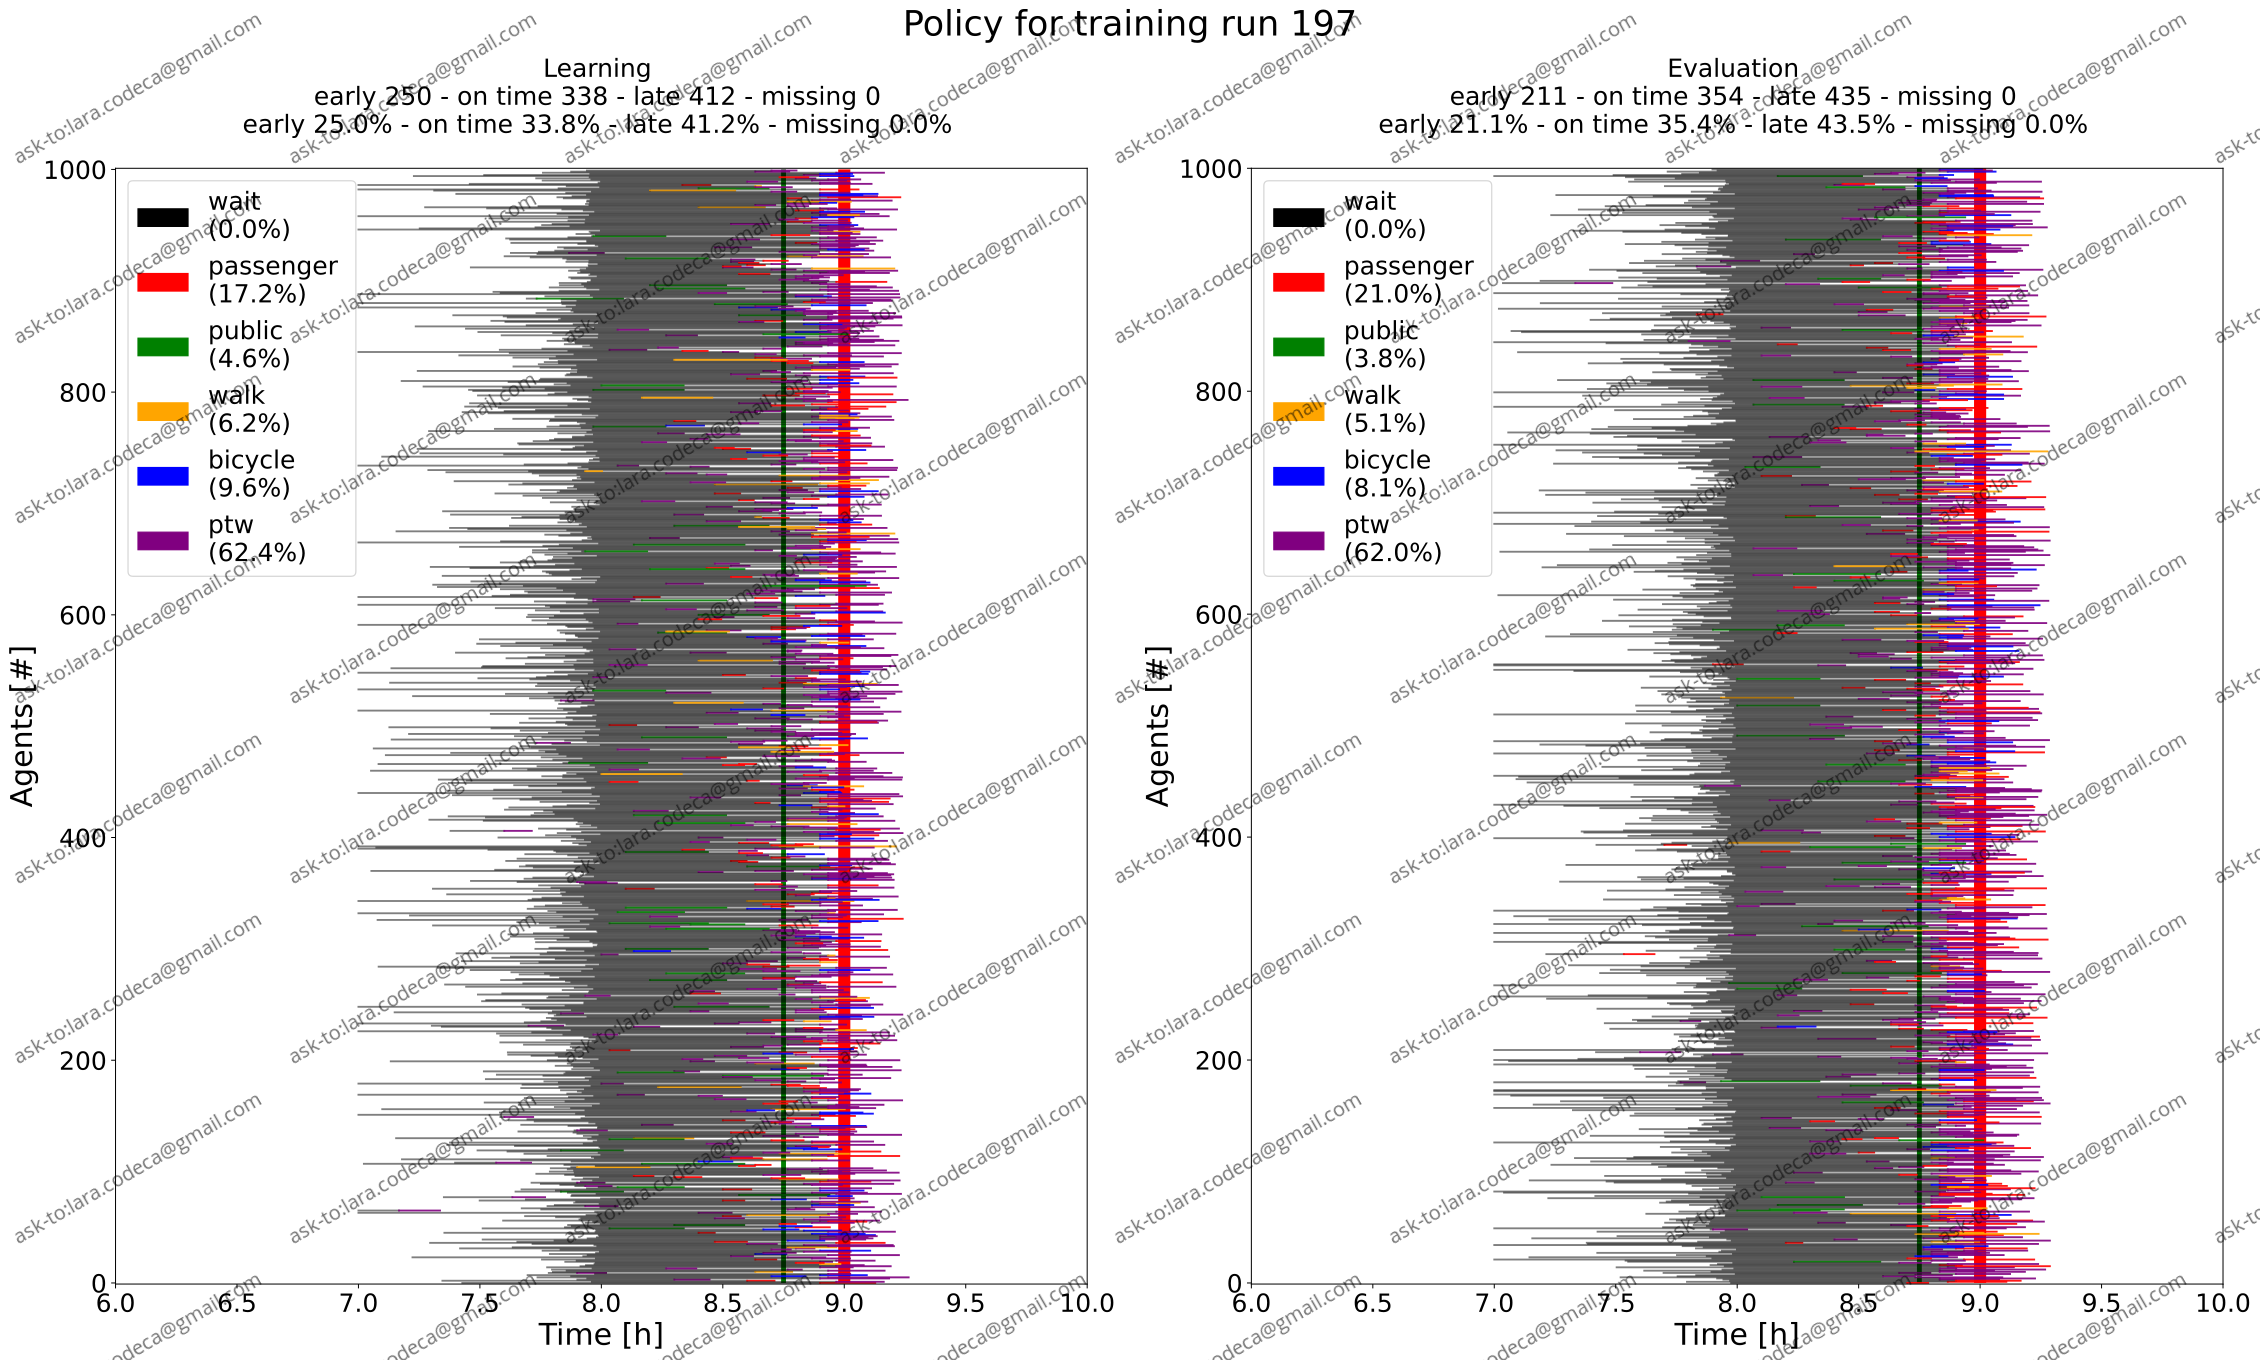 Policy for training run 197
Learning
early 250 - on time 338 - late 412 - missing 0
early 25.0% - on time 33.8% - late 41.2% - missing 0.0%
Evaluation
early 211 - on time 354 - late 435 - missing 0
early 21.1% - on time 35.4% - late 43.5% - missing 0.0%
1000
800
600
400
200
0
Agents [#]
wait
(0.0%)
passenger
(17.2%)
public
(4.6%)
walk
(6.2%)
bicycle
(9.6%)
ptw
(62.4%)
6.0 6.5 7.0 7.5 8.0 8.5 9.0 9.5 10.0
Time [h]
1000
800
600
400
200
0
Agents [#]
wait
(0.0%)
passenger
(21.0%)
public
(3.8%)
walk
(5.1%)
bicycle
(8.1%)
ptw
(62.0%)
6.0 6.5 7.0 7.5 8.0 8.5 9.0 9.5 10.0
Time [h]
ask-to:lara.codeca@gmail.com